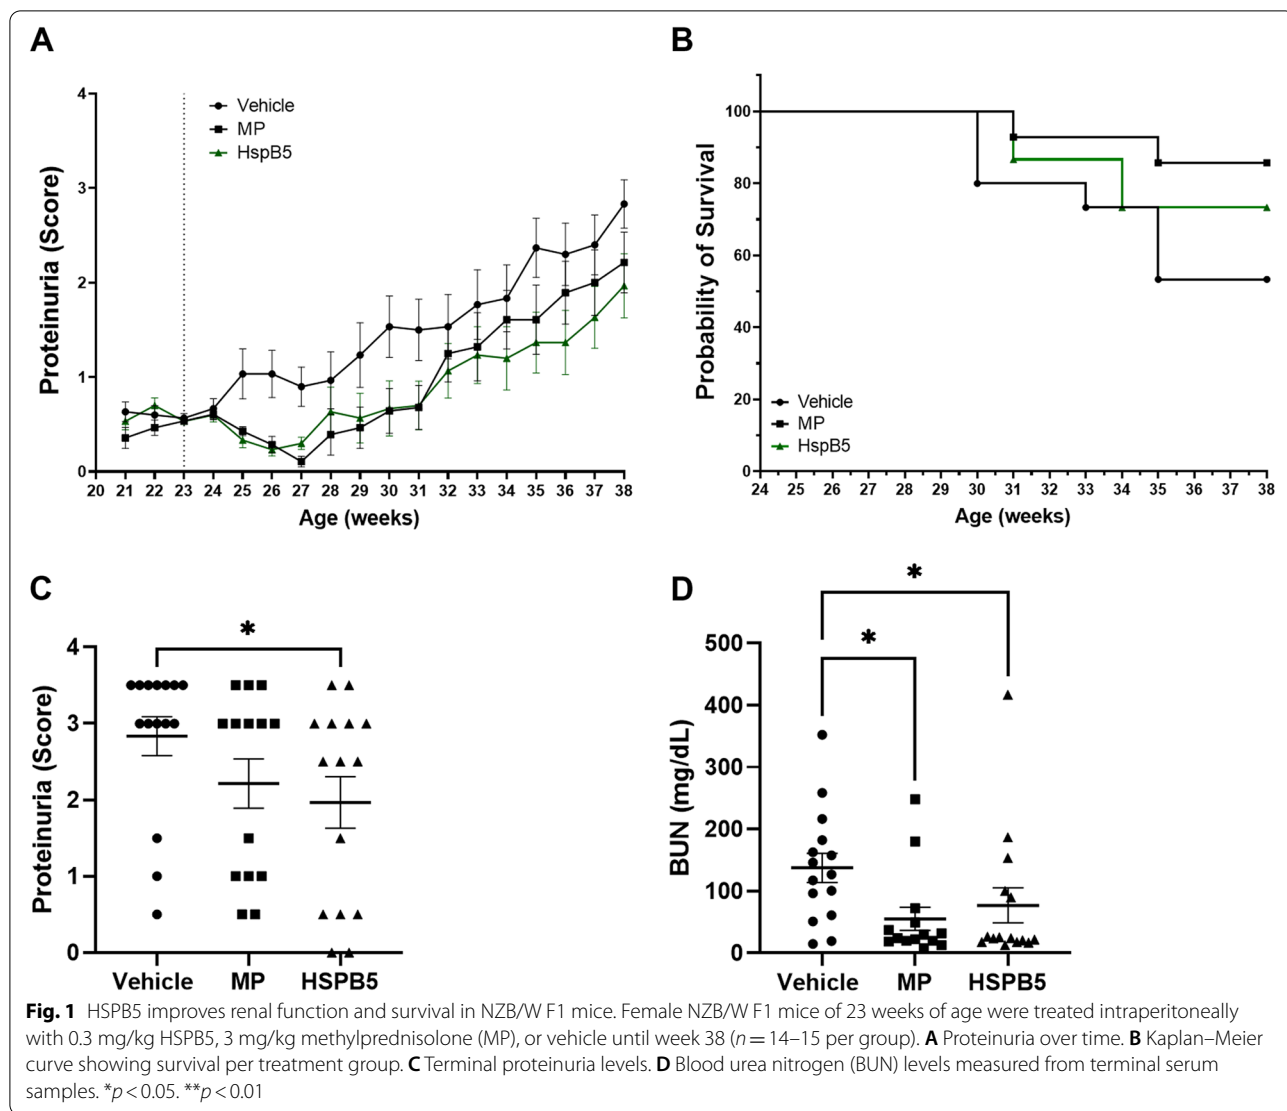 A
Proteinuria (Score)
4
3
2
1
0
Vehicle
MP
HspB5
20 21 22 23 24 25 26 27 28 29 30 31 32 33 34 35 36 37 38
Age (weeks)
B
Probability of Survival
100
80
60
40
20
0
Vehicle
MP
HspB5
24 25 26 27 28 29 30 31 32 33 34 35 36 37 38
Age (weeks)
C
*
Proteinuria (Score)
4
3
2
1
0
Vehicle MP HSPB5
D
*
*
BUN (mg/dL)
500
400
300
200
100
0
Vehicle MP HSPB5
Fig. 1 HSPB5 improves renal function and survival in NZB/W F1 mice. Female NZB/W F1 mice of 23 weeks of age were treated intraperitoneally
with 0.3 mg/kg HSPB5, 3 mg/kg methylprednisolone (MP), or vehicle until week 38 (n = 14–15 per group). A Proteinuria over time. B Kaplan–Meier
curve showing survival per treatment group. C Terminal proteinuria levels. D Blood urea nitrogen (BUN) levels measured from terminal serum
samples. *p < 0.05. **p < 0.01